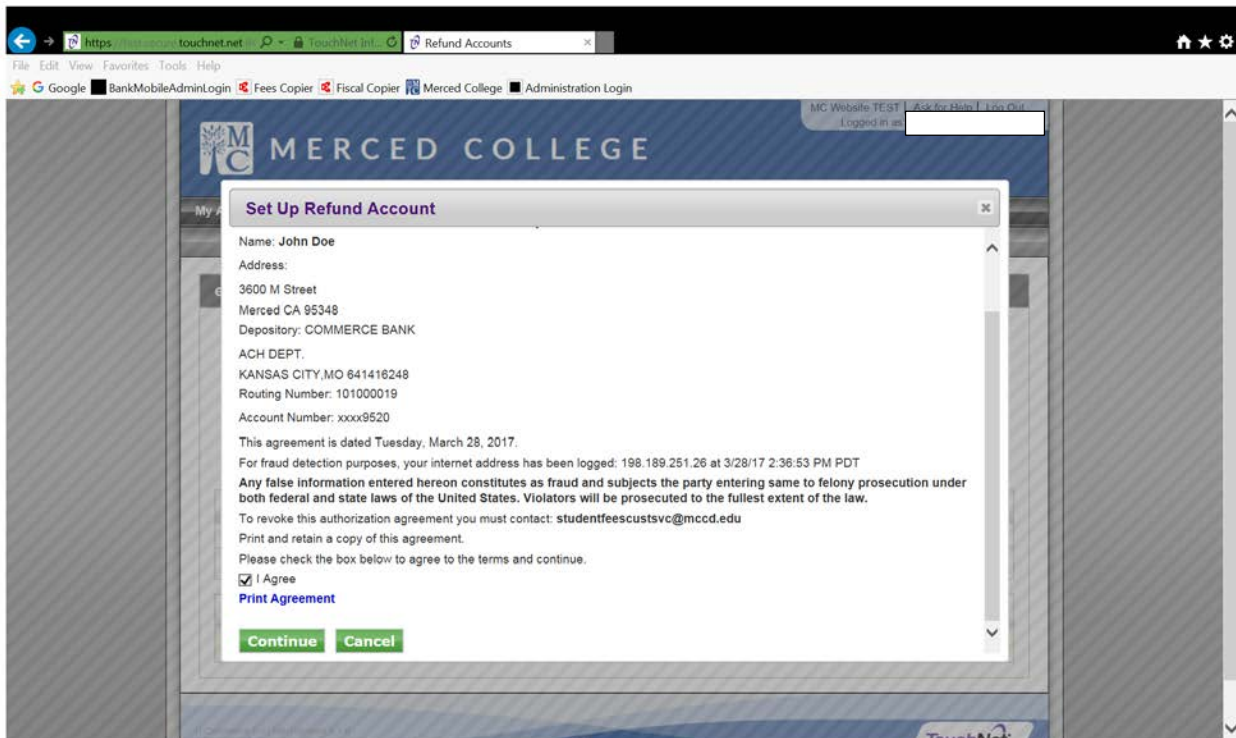 https touchnet.net TouchNet Inf... Refund Accounts
File Edit View Favorites Tools Help
Google BankMobileAdminLogin Fees Copier Fiscal Copier Merced College Administration Login
MC Website TEST | Ask for Help | Log Out
Logged in as
MC
MERCED COLLEGE
My A
Set Up Refund Account
Name: John Doe
Address:
3600 M Street
Merced CA 95348
Depository: COMMERCE BANK
ACH DEPT.
KANSAS CITY,MO 641416248
Routing Number: 101000019
Account Number: xxxx9520
This agreement is dated Tuesday, March 28, 2017.
For fraud detection purposes, your internet address has been logged: 198.189.251.26 at 3/28/17 2:36:53 PM PDT
Any false information entered hereon constitutes as fraud and subjects the party entering same to felony prosecution under
both federal and state laws of the United States. Violators will be prosecuted to the fullest extent of the law.
To revoke this authorization agreement you must contact: studentfeescustsvc@mccd.edu
Print and retain a copy of this agreement.
Please check the box below to agree to the terms and continue.
I Agree
Print Agreement
Continue Cancel
TouchNet